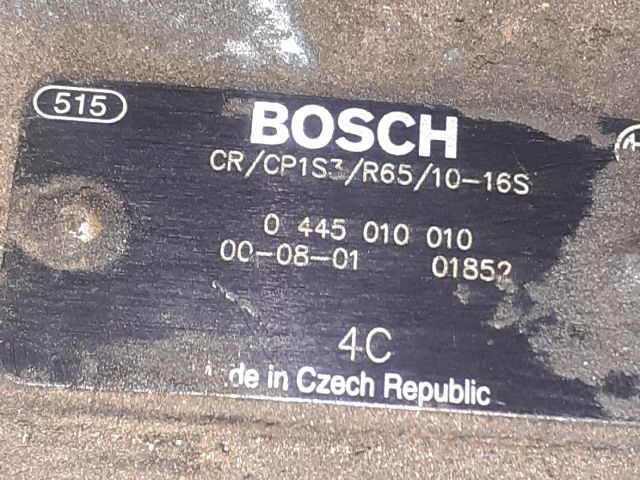 515
BOSCH
CR/CP1S3/R65/10-16S
0 445 010 010
00-08-01 01852
4C
de in Czech Republic